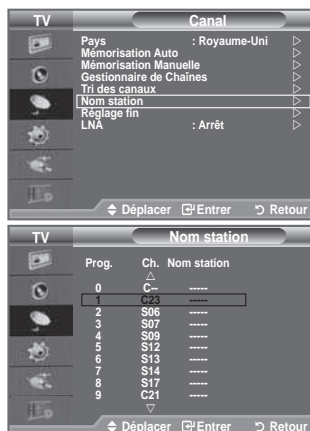 TV Canal
Pays : Royaume-Uni
Mémorisation Auto
Mémorisation Manuelle
Gestionnaire de Chaînes
Tri des canaux
Nom station
Réglage fin
LNA : Arrêt
Déplacer Entrer Retour
TV Nom station
Prog. Ch. Nom station
0 C-- -----
1 C23 -----
2 S06 -----
3 S07 -----
4 S09 -----
5 S12 -----
6 S13 -----
7 S14 -----
8 S17 -----
9 C21 -----
Déplacer Entrer Retour